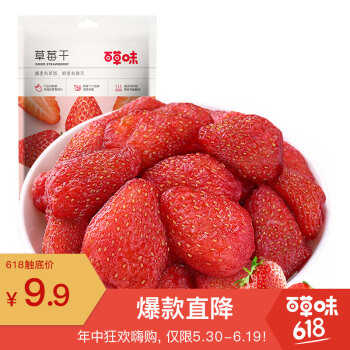 草莓干
DRIED STRAWBERRY
百草味
618触底价
¥9.9
爆款直降
年中狂欢嗨购，仅限5.30-6.19！
百草味
618